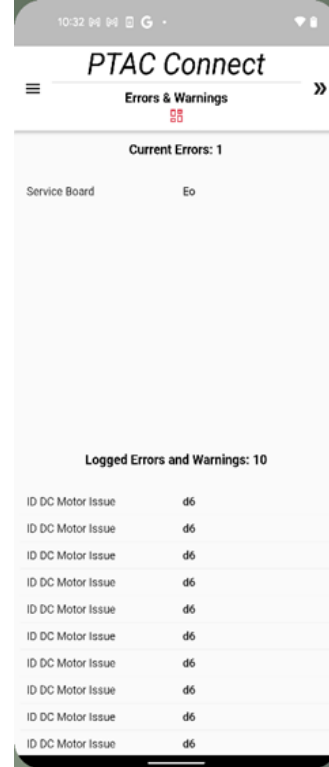 10:32
PTAC Connect
Errors & Warnings
Current Errors: 1
Service Board Eo
Logged Errors and Warnings: 10
ID DC Motor Issue d6
ID DC Motor Issue d6
ID DC Motor Issue d6
ID DC Motor Issue d6
ID DC Motor Issue d6
ID DC Motor Issue d6
ID DC Motor Issue d6
ID DC Motor Issue d6
ID DC Motor Issue d6
ID DC Motor Issue d6